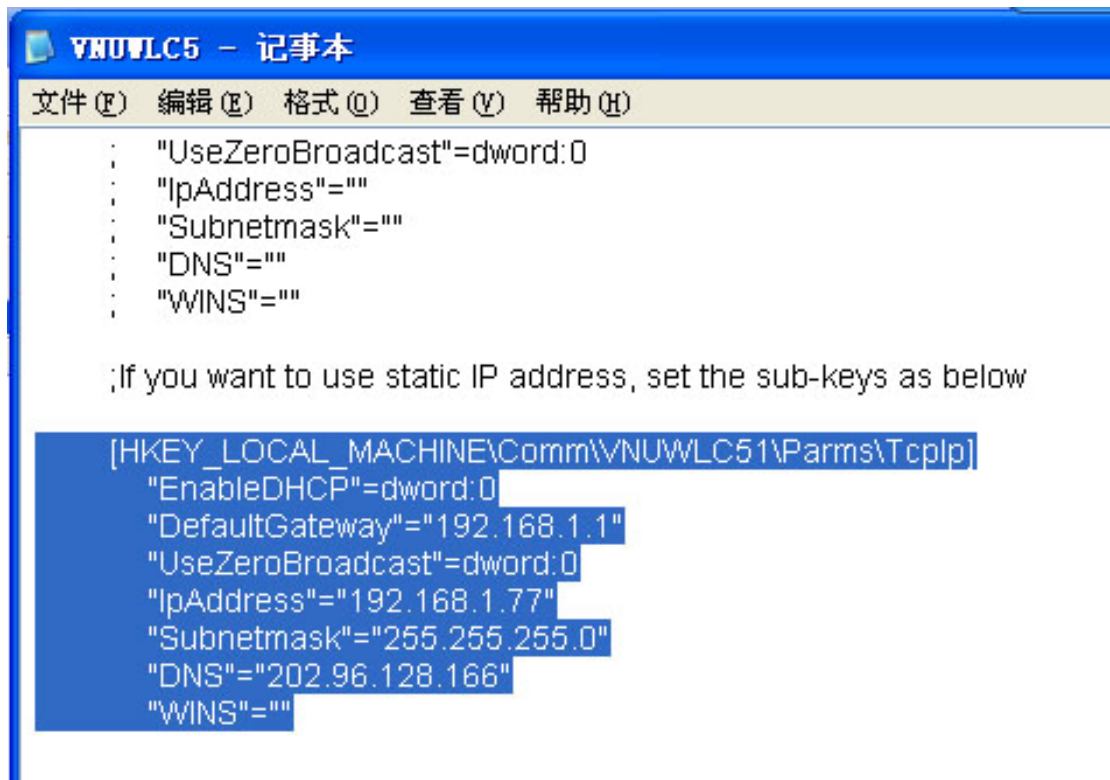 VNUWLC5 - 记事本
文件(F) 编辑(E) 格式(O) 查看(V) 帮助(H)
; "UseZeroBroadcast"=dword:0
; "IpAddress"=""
; "Subnetmask"=""
; "DNS"=""
; "WINS"=""
;If you want to use static IP address, set the sub-keys as below
[HKEY_LOCAL_MACHINE\Comm\VNUWLC51\Parms\TcpIp]
"EnableDHCP"=dword:0
"DefaultGateway"="192.168.1.1"
"UseZeroBroadcast"=dword:0
"IpAddress"="192.168.1.77"
"Subnetmask"="255.255.255.0"
"DNS"="202.96.128.166"
"WINS"=""